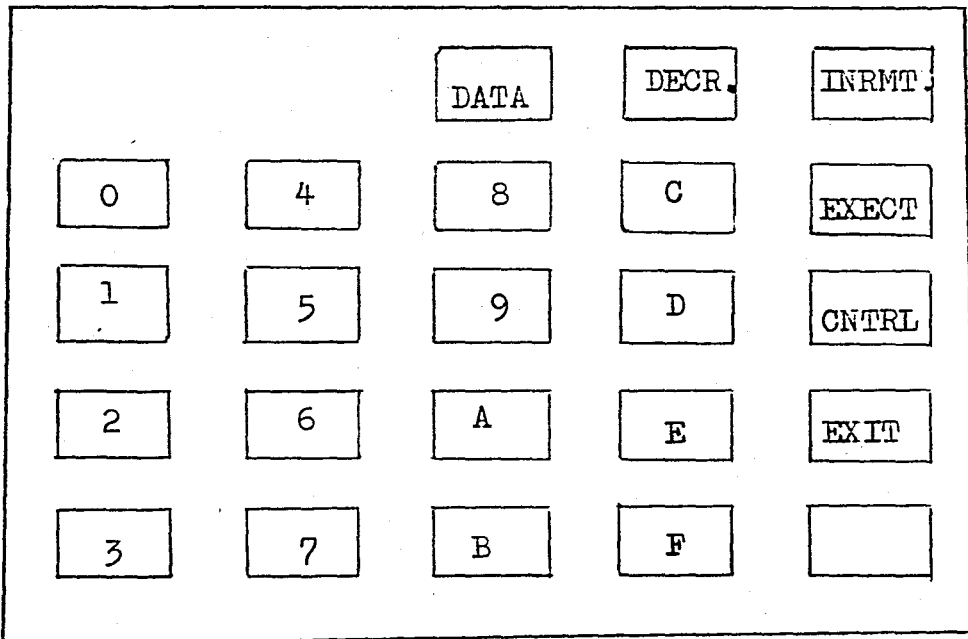 DATA DECR. INRMT.
0 4 8 C EXECT
1 5 9 D CNTRL
2 6 A E EXIT
3 7 B F